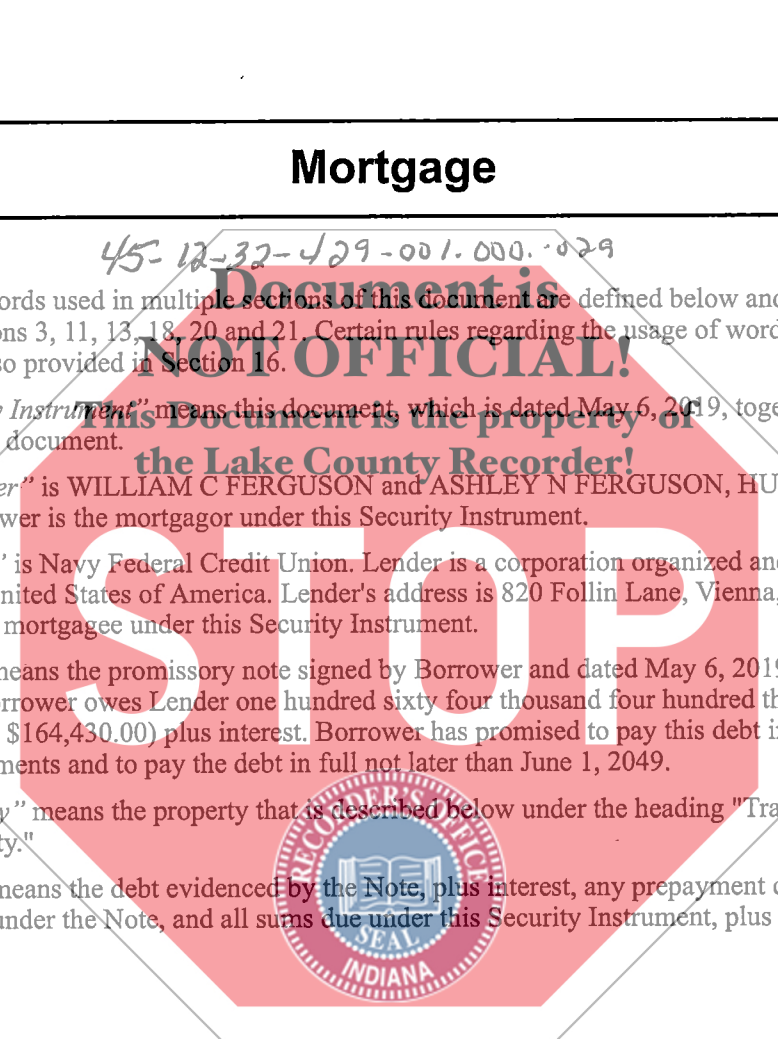 Mortgage
45-12-32-429-001.000.-029
Document is
ords used in multiple sections of this document are defined below and
ons 3, 11, 13, 18, 20 and 21. Certain rules regarding the usage of word
NOT OFFICIAL!
so provided in Section 16.
y Instrument" means this document, which is dated May 6, 2019, toge
This Document is the property of
document.
the Lake County Recorder!
er" is WILLIAM C FERGUSON and ASHLEY N FERGUSON, HU
wer is the mortgagor under this Security Instrument.
" is Navy Federal Credit Union. Lender is a corporation organized and
nited States of America. Lender's address is 820 Follin Lane, Vienna,
mortgagee under this Security Instrument.
STOP
neans the promissory note signed by Borrower and dated May 6, 2019
orrower owes Lender one hundred sixty four thousand four hundred th
$164,430.00) plus interest. Borrower has promised to pay this debt i
ments and to pay the debt in full not later than June 1, 2049.
y" means the property that is described below under the heading "Tra
ty."
means the debt evidenced by the Note, plus interest, any prepayment c
under the Note, and all sums due under this Security Instrument, plus
RECORDER'S OFFICE
SEAL
INDIANA